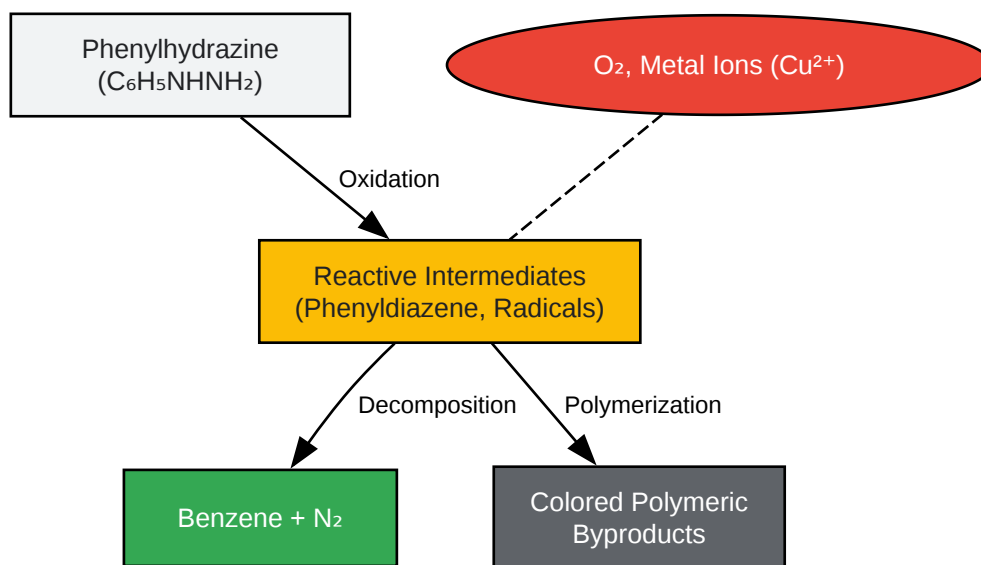 Phenylhydrazine
(C₆H₅NHNH₂)
O₂, Metal Ions (Cu²⁺)
Oxidation
Reactive Intermediates
(Phenyldiazene, Radicals)
Decomposition
Polymerization
Benzene + N₂
Colored Polymeric
Byproducts